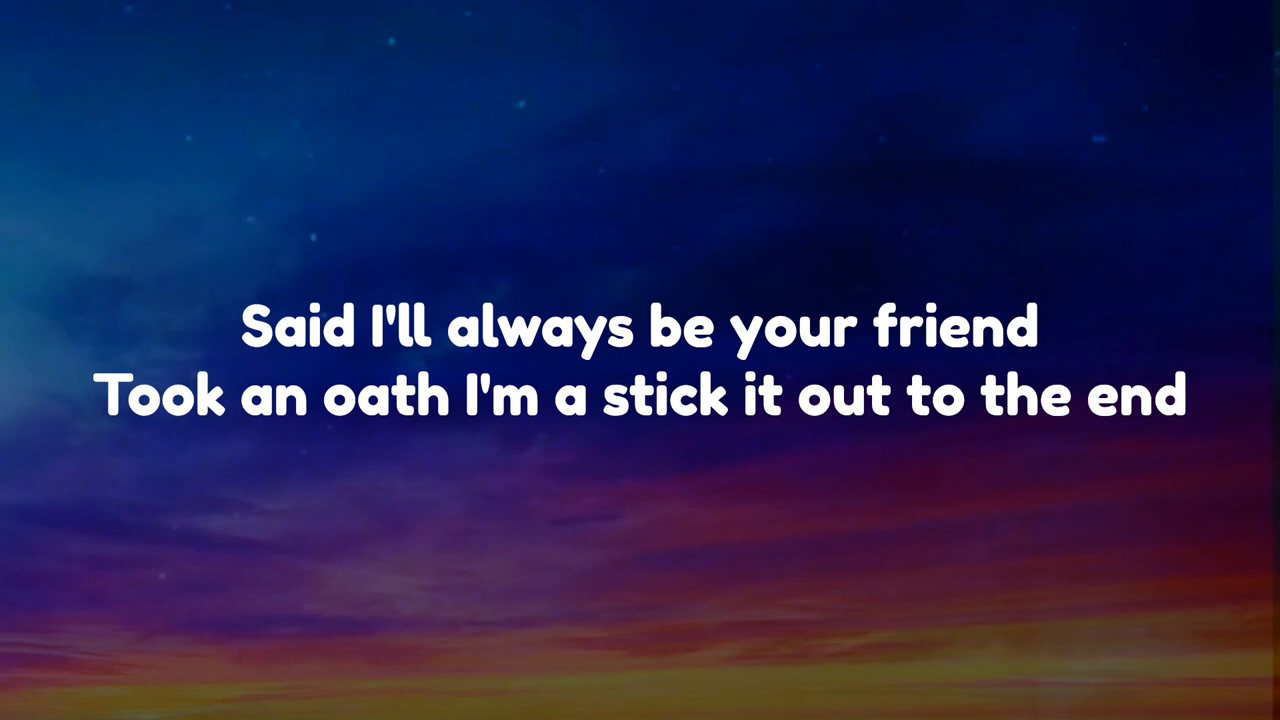 Said I'll always be your friend
Took an oath I'm a stick it out to the end